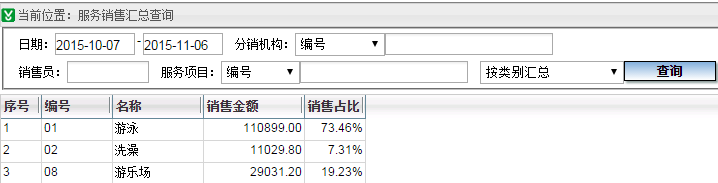 当前位置：服务销售汇总查询
日期： 2015-10-07 - 2015-11-06 分销机构： 编号
销售员： 服务项目： 编号 按类别汇总 查询
序号 编号 名称 销售金额 销售占比
1 01 游泳 110899.00 73.46%
2 02 洗澡 11029.80 7.31%
3 08 游乐场 29031.20 19.23%